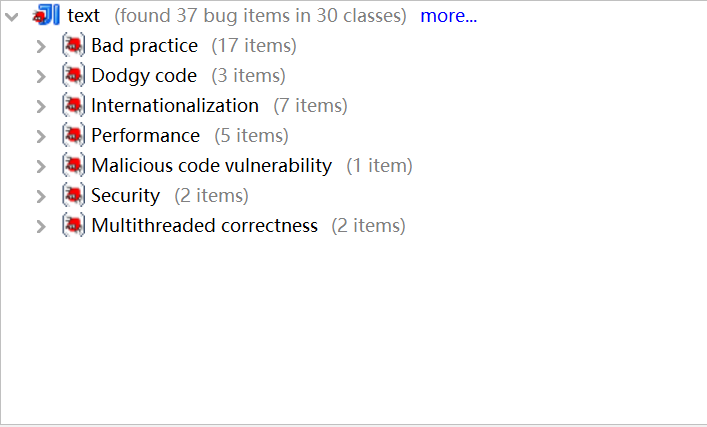 text (found 37 bug items in 30 classes) more...
Bad practice (17 items)
Dodgy code (3 items)
Internationalization (7 items)
Performance (5 items)
Malicious code vulnerability (1 item)
Security (2 items)
Multithreaded correctness (2 items)